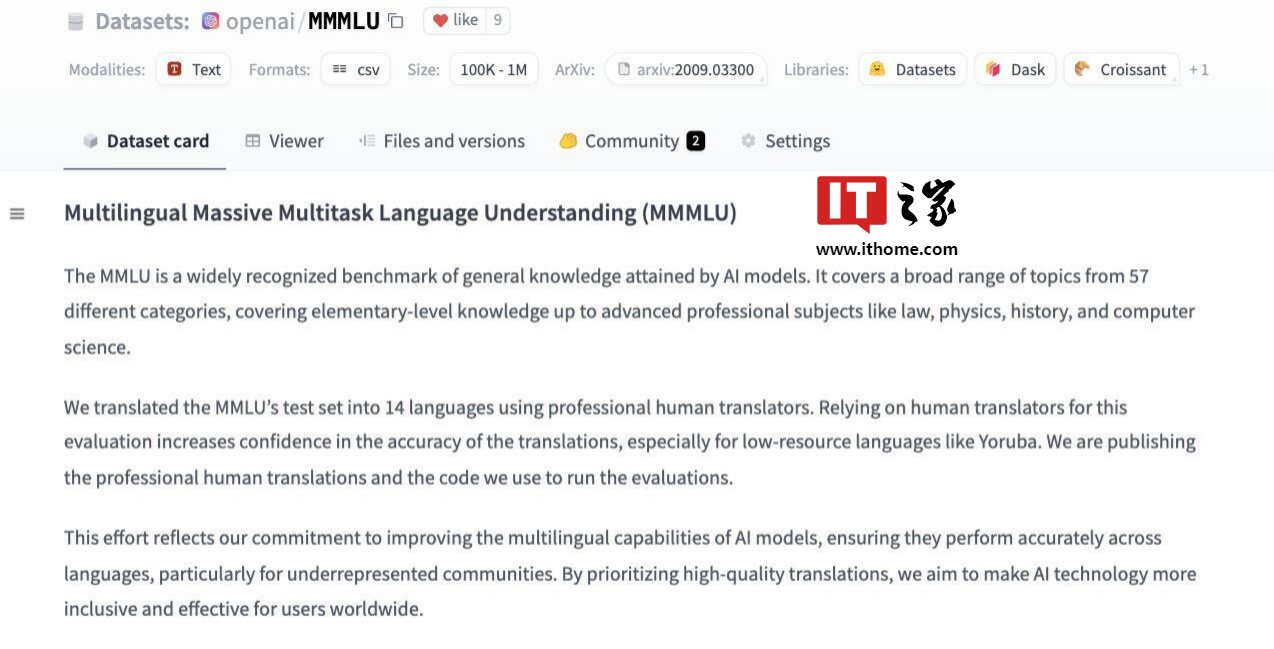 Datasets: openai/MMMLU like 9
Modalities: Text Formats: csv Size: 100K - 1M ArXiv: arxiv:2009.03300 Libraries: Datasets Dask Croissant +1
Dataset card Viewer Files and versions Community 2 Settings
Multilingual Massive Multitask Language Understanding (MMMLU)
IT之家
www.ithome.com
The MMLU is a widely recognized benchmark of general knowledge attained by AI models. It covers a broad range of topics from 57
different categories, covering elementary-level knowledge up to advanced professional subjects like law, physics, history, and computer
science.
We translated the MMLU’s test set into 14 languages using professional human translators. Relying on human translators for this
evaluation increases confidence in the accuracy of the translations, especially for low-resource languages like Yoruba. We are publishing
the professional human translations and the code we use to run the evaluations.
This effort reflects our commitment to improving the multilingual capabilities of AI models, ensuring they perform accurately across
languages, particularly for underrepresented communities. By prioritizing high-quality translations, we aim to make AI technology more
inclusive and effective for users worldwide.